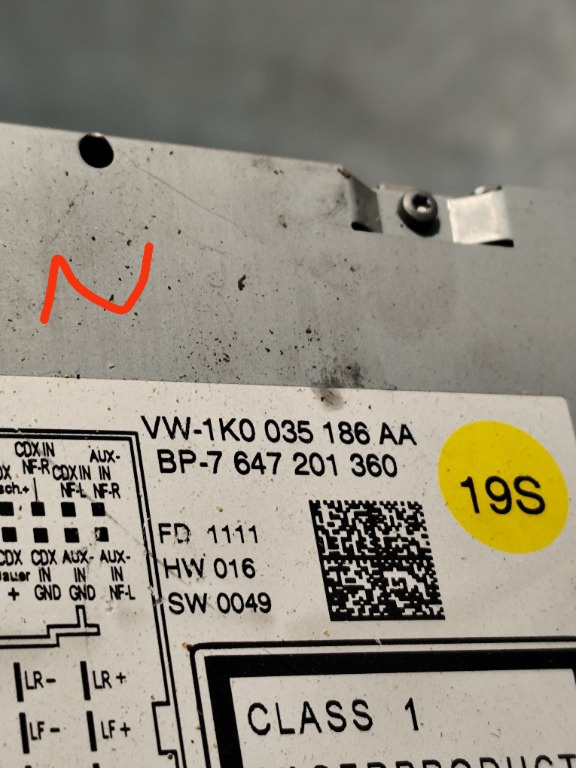 N
VW-1K0 035 186 AA
BP-7 647 201 360
19S
FD 1111
HW 016
SW 0049
CDX IN NF-R
AUX- IN NF-R
CDX IN NF-L
sch.+
CDX
+
CDX IN GND
AUX- IN GND
AUX- IN NF-L
LR-
LR+
LF-
LF+
CLASS 1